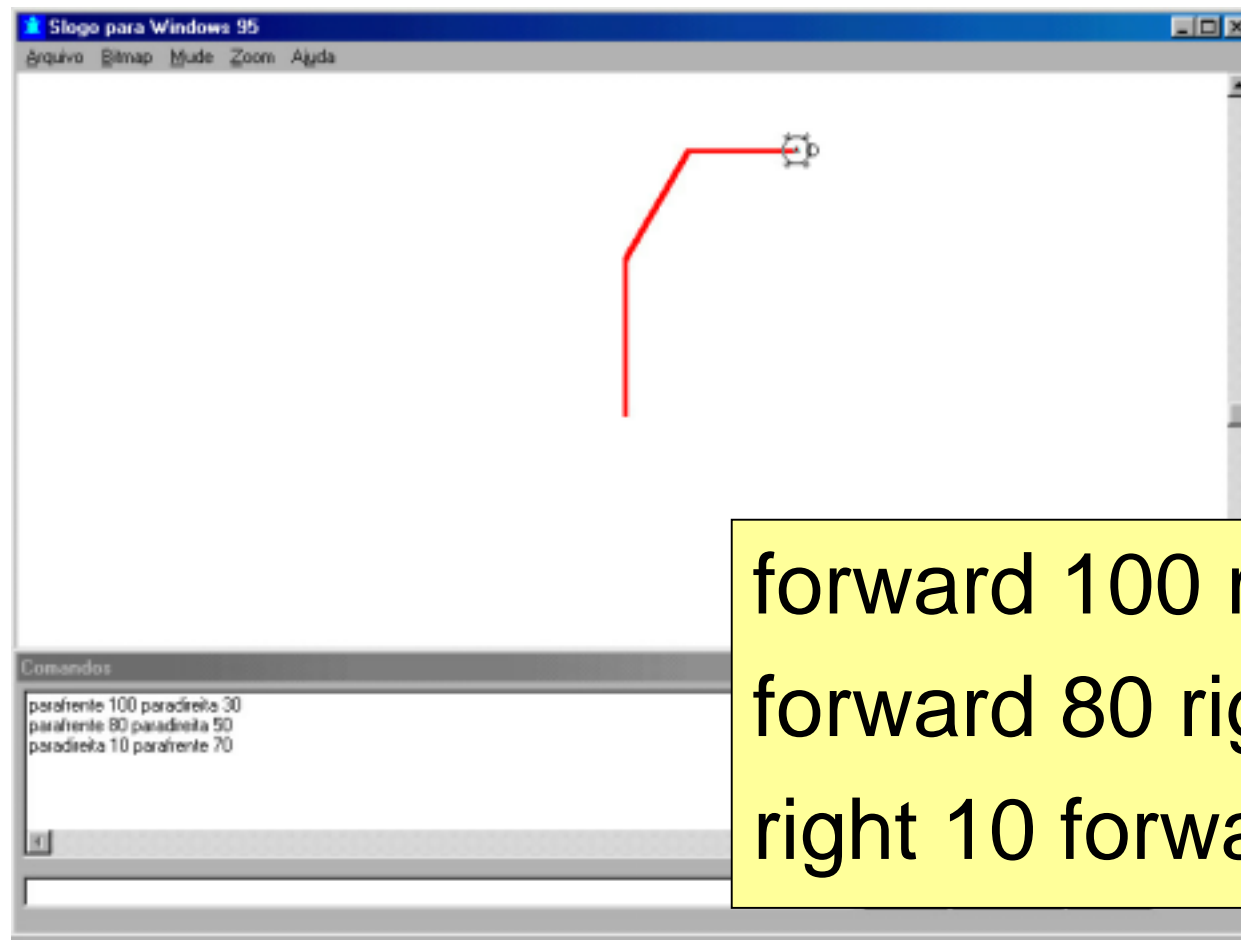 Slogo para Windows 95
Arquivo Bitmap Mude Zoom Ajuda
Comandos
parafrente 100 paradireita 30
parafrente 80 paradireita 50
paradireita 10 parafrente 70
forward 100
forward 80
right 10